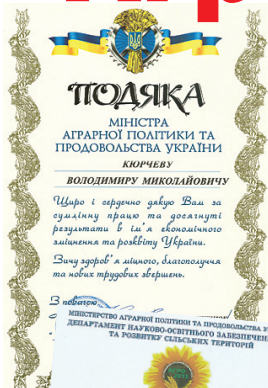 ПОДЯКА
МІНІСТРА
АГРАРНОЇ ПОЛІТИКИ ТА
ПРОДОВОЛЬСТВА УКРАЇНИ
КЮРЧЕВУ
ВОЛОДИМИРУ МИКОЛАЙОВИЧУ
Щиро і сердечно дякую Вам за
сумлінну працю та досягнуті
результати в ім'я економічного
зміцнення та розквіту України.
Зичу здоров'я міцного, благополуччя
та нових трудових звершень.
З повагою
МІНІСТЕРСТВО АГРАРНОЇ ПОЛІТИКИ ТА ПРОДОВОЛЬСТВА
ДЕПАРТАМЕНТ НАУКОВО-ОСВІТНЬОГО ЗАБЕЗПЕЧЕН
ТА РОЗВИТКУ СІЛЬСЬКИХ ТЕРИТОРІЙ